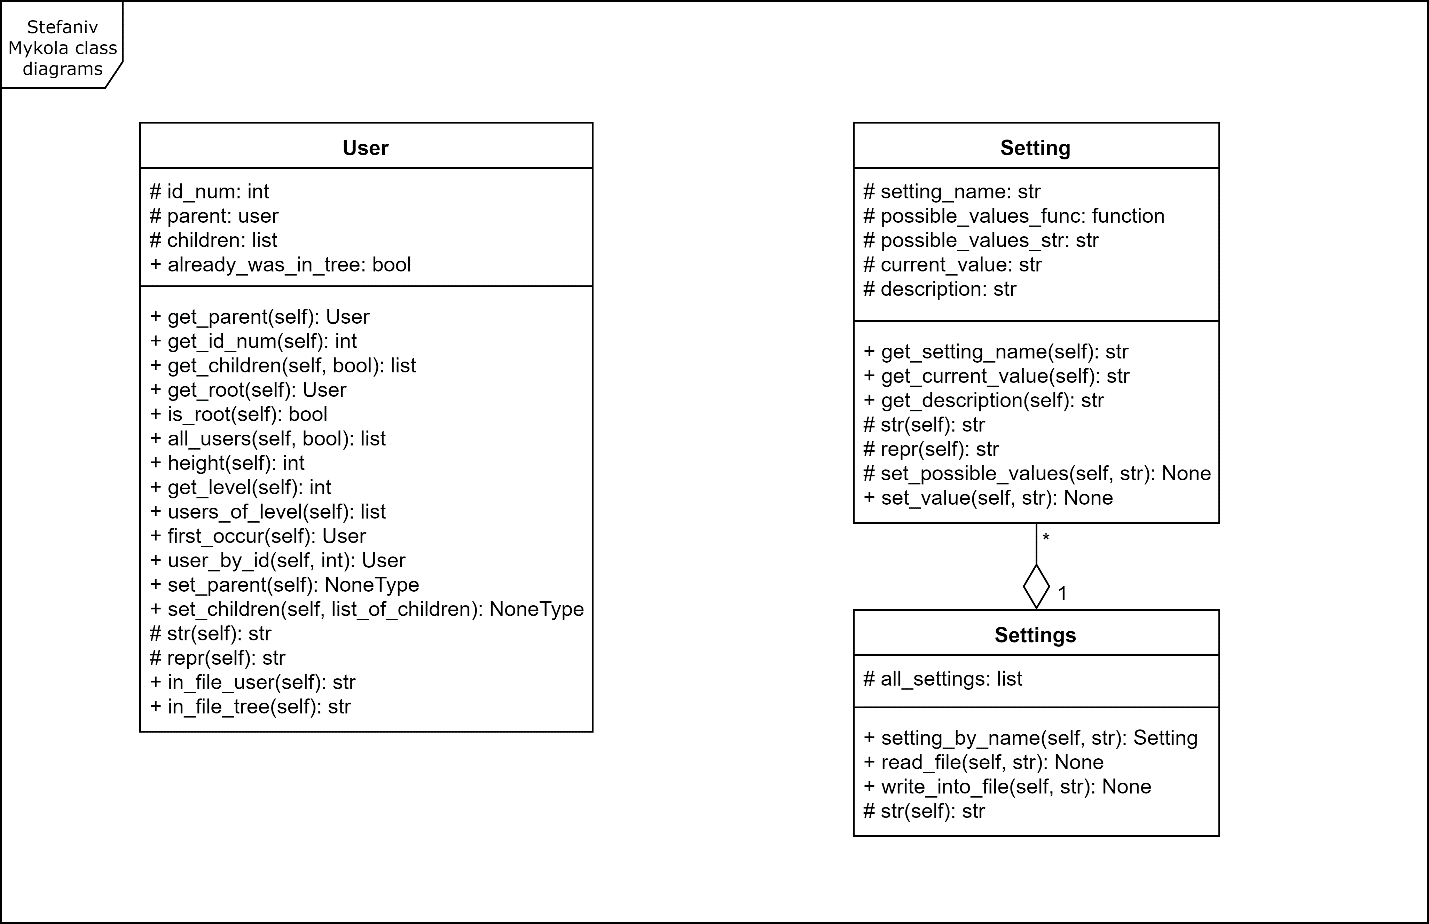 Stefaniv
Mykola class
diagrams
User
# id_num: int
# parent: user
# children: list
+ already_was_in_tree: bool
+ get_parent(self): User
+ get_id_num(self): int
+ get_children(self, bool): list
+ get_root(self): User
+ is_root(self): bool
+ all_users(self, bool): list
+ height(self): int
+ get_level(self): int
+ users_of_level(self): list
+ first_occur(self): User
+ user_by_id(self, int): User
+ set_parent(self): NoneType
+ set_children(self, list_of_children): NoneType
# str(self): str
# repr(self): str
+ in_file_user(self): str
+ in_file_tree(self): str
Setting
# setting_name: str
# possible_values_func: function
# possible_values_str: str
# current_value: str
# description: str
+ get_setting_name(self): str
+ get_current_value(self): str
+ get_description(self): str
# str(self): str
# repr(self): str
# set_possible_values(self, str): None
+ set_value(self, str): None
*
1
Settings
# all_settings: list
+ setting_by_name(self, str): Setting
+ read_file(self, str): None
+ write_into_file(self, str): None
# str(self): str